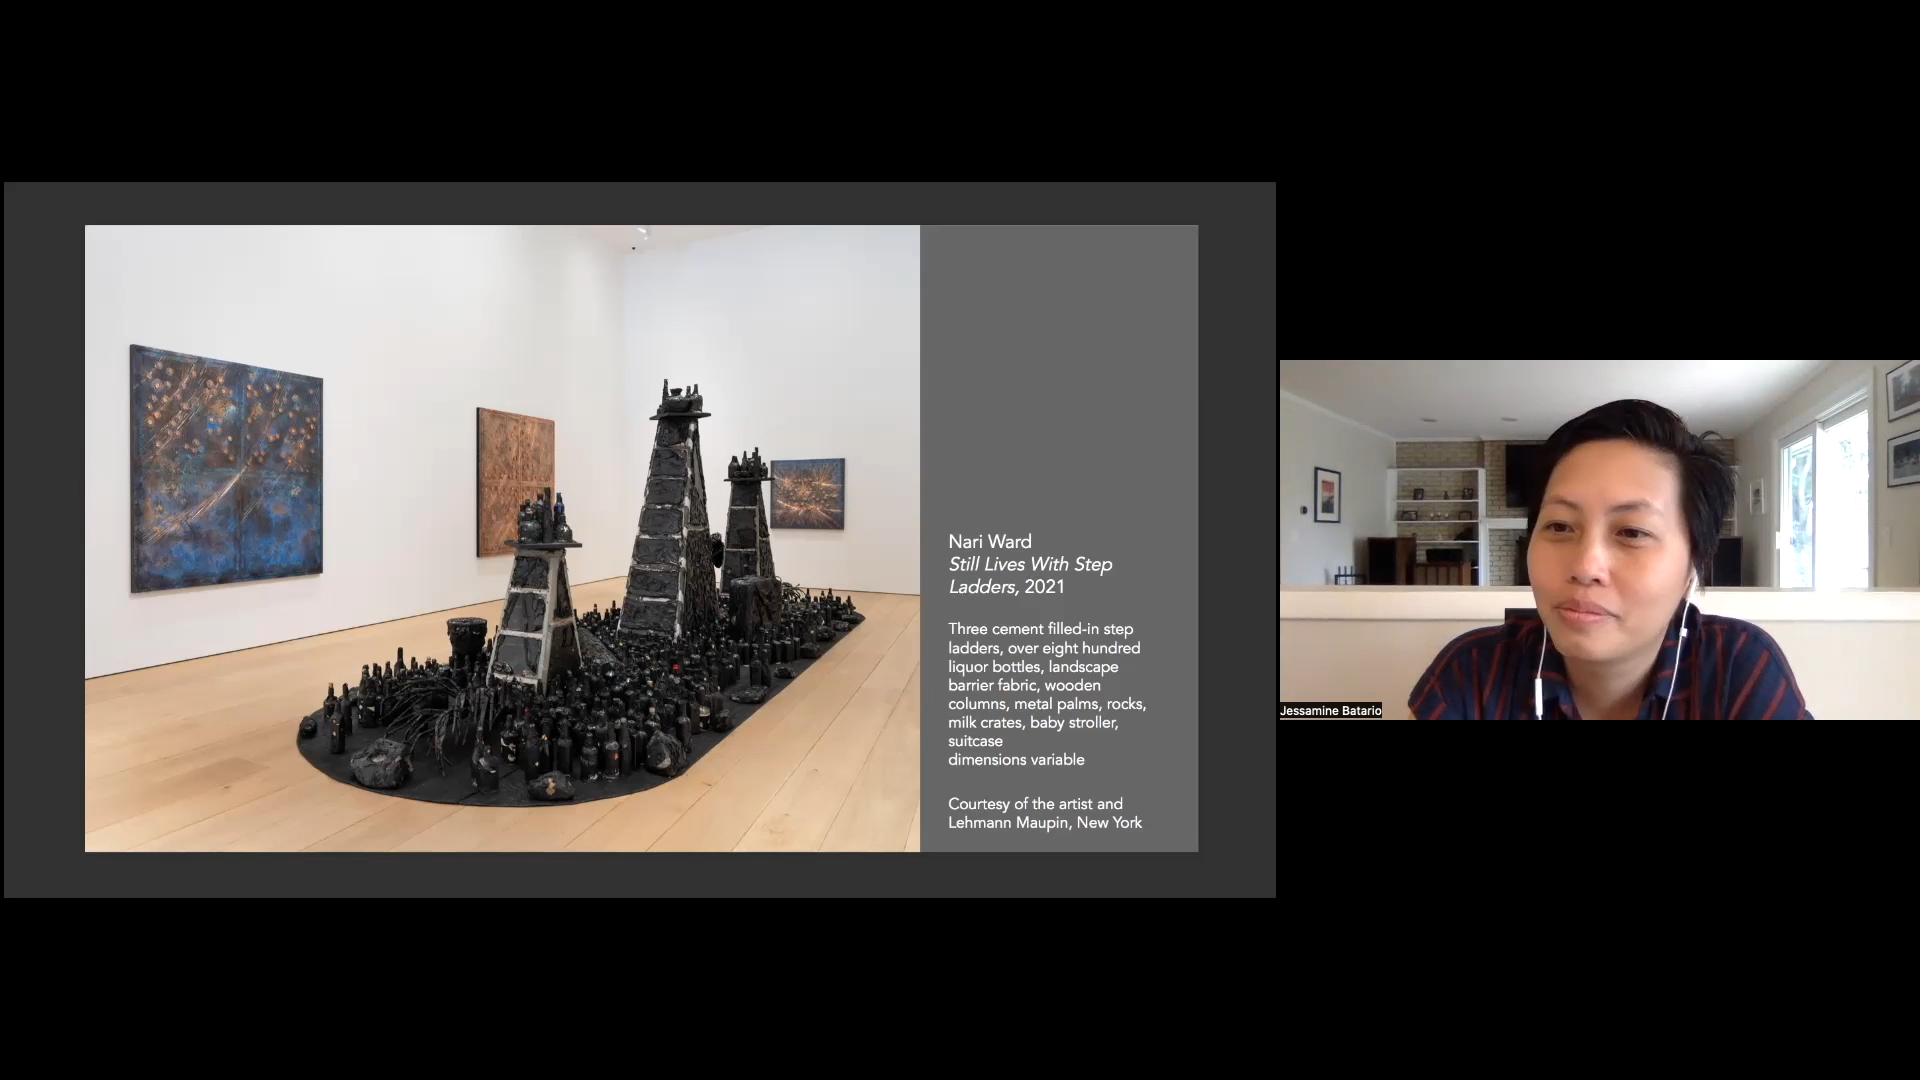 Nari Ward
Still Lives With Step
Ladders, 2021
Three cement filled-in step
ladders, over eight hundred
liquor bottles, landscape
barrier fabric, wooden
columns, metal palms, rocks,
milk crates, baby stroller,
suitcase
dimensions variable
Courtesy of the artist and
Lehmann Maupin, New York
Jessamine Batario